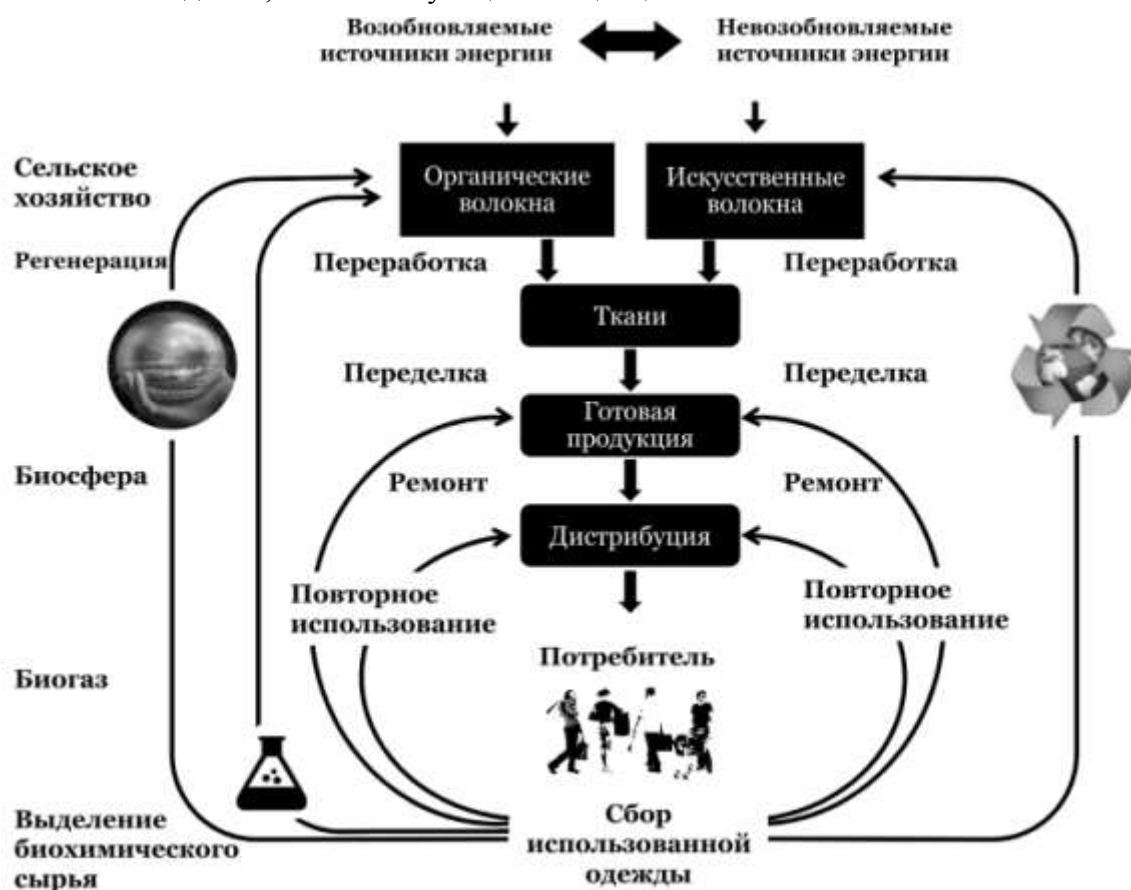 Возобновляемые
источники энергии
Невозобновляемые
источники энергии
Сельское
хозяйство
Органические
волокна
Искусственные
волокна
Регенерация
Переработка
Переработка
Ткани
Переделка
Переделка
Готовая
продукция
Биосфера
Ремонт
Ремонт
Дистрибуция
Повторное
использование
Повторное
использование
Потребитель
Биогаз
Выделение
биохимического
сырья
Сбор
использованной
одежды